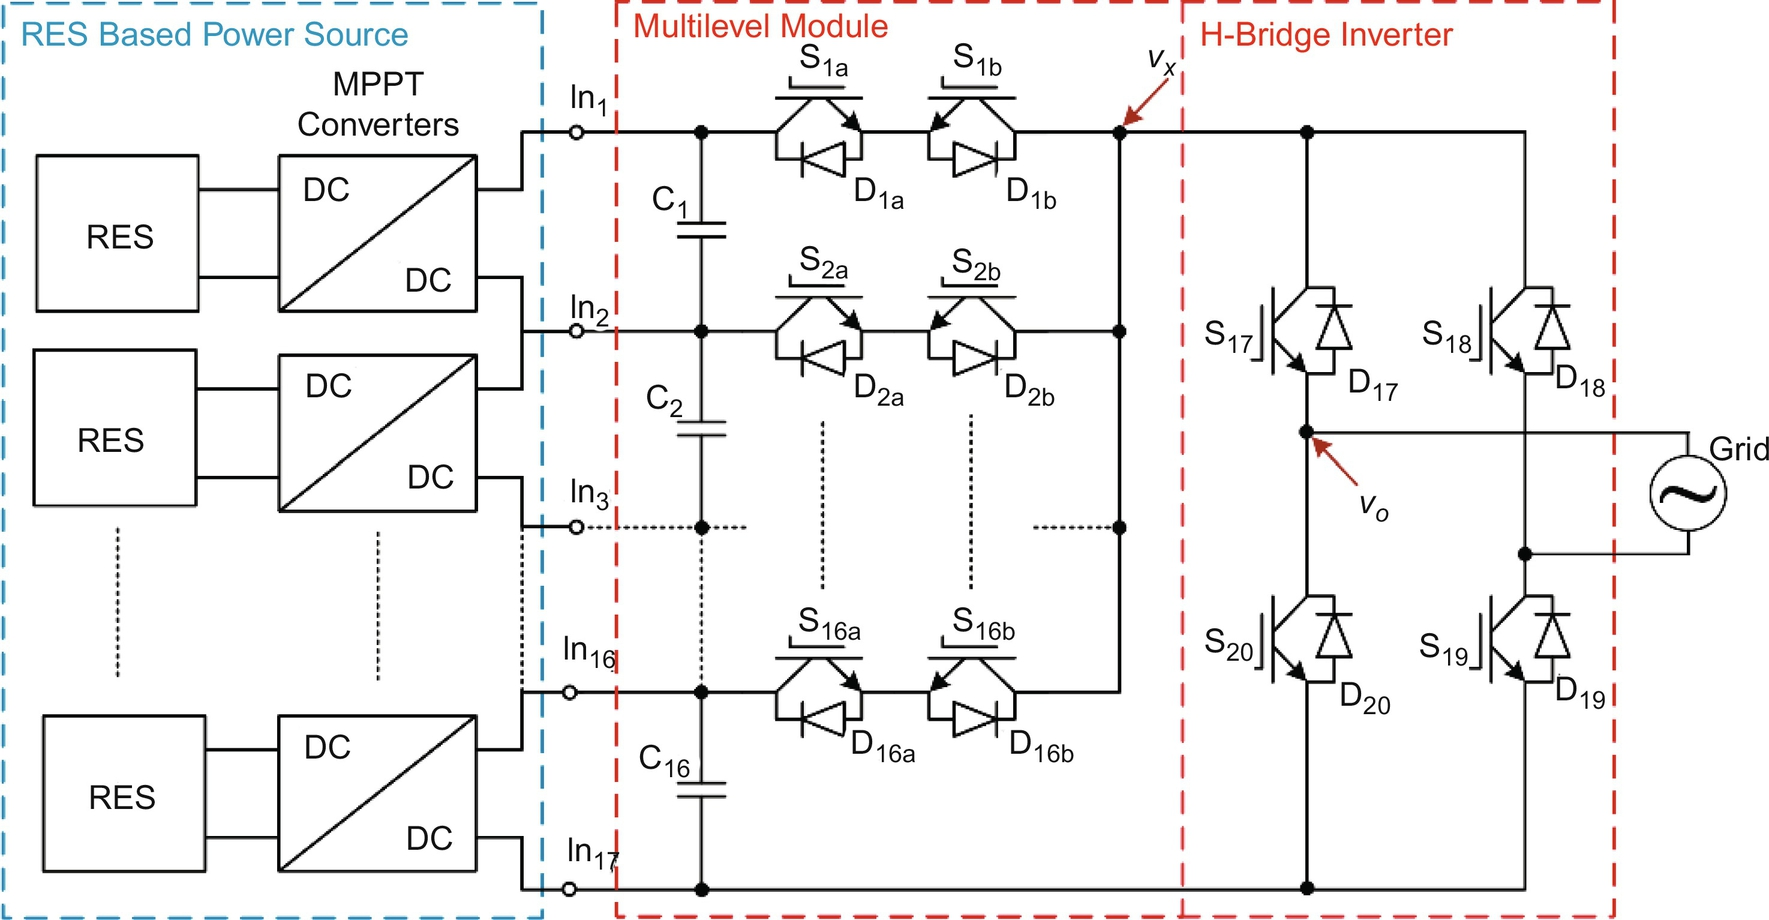 RES Based Power Source
Multilevel Module
H-Bridge Inverter
MPPT
Converters
In1
S1a
S1b
vx
RES
DC
DC
C1
D1a
D1b
In2
S2a
S2b
S17
D17
S18
D18
RES
DC
DC
C2
D2a
D2b
Grid
In3
vo
In16
S16a
S16b
S20
D20
S19
D19
RES
DC
DC
C16
D16a
D16b
In17